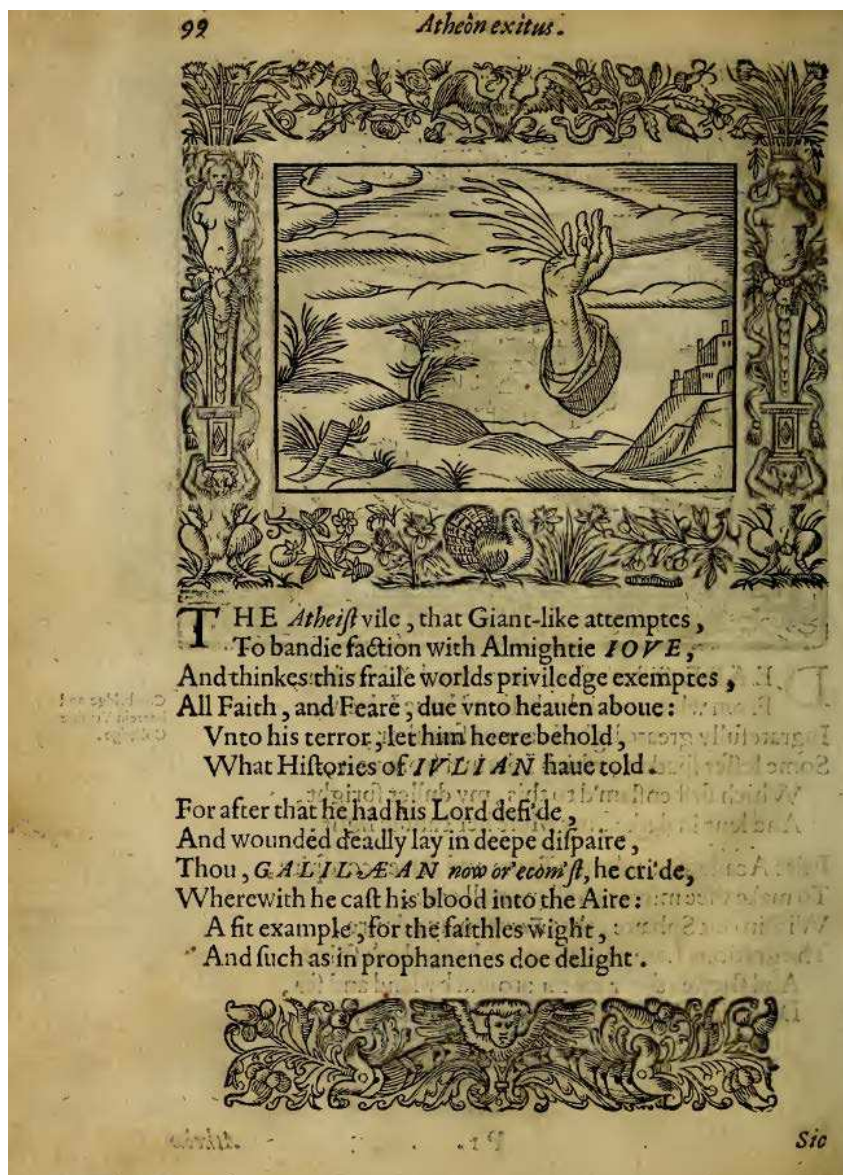 99
Atheôn exitus.
THE Atheiſt vile, that Giant-like attemptes,
To bandie faction with Almightie IOVE,
And thinkes this fraile worlds priviledge exemptes,
All Faith, and Feare, due vnto heauen aboue:
Vnto his terror, let him heere behold,
What Hiſtories of IVLIAN haue told.
For after that he had his Lord defi'de,
And wounded deadly lay in deepe diſpaire,
Thou, GALILÆAN now or'ecom'ſt, he cri'de,
Wherewith he caſt his blood into the Aire:
A fit example, for the faithles wight,
And ſuch as in prophanenes doe delight.
Sic